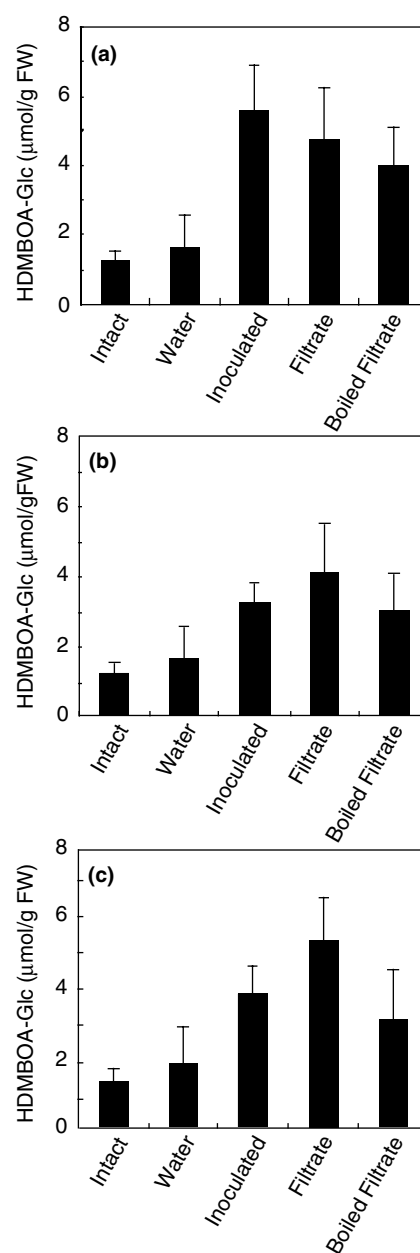 (a)
HDMBOA-Glc (μmol/g FW)
8
6
4
2
0
Intact
Water
Inoculated
Filtrate
Boiled Filtrate
(b)
HDMBOA-Glc (μmol/gFW)
8
6
4
2
0
Intact
Water
Inoculated
Filtrate
Boiled Filtrate
(c)
HDMBOA-Glc (μmol/g FW)
8
6
4
2
0
Intact
Water
Inoculated
Filtrate
Boiled Filtrate